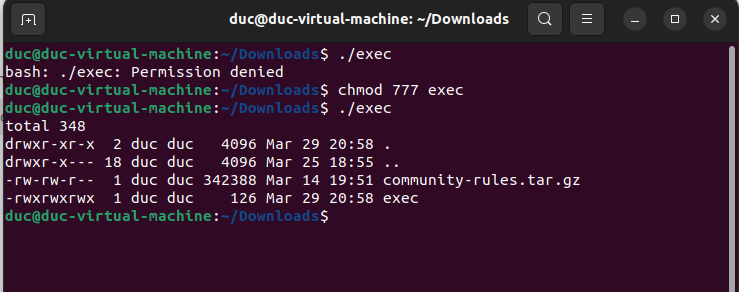 duc@duc-virtual-machine: ~/Downloads
duc@duc-virtual-machine:~/Downloads$ ./exec
bash: ./exec: Permission denied
duc@duc-virtual-machine:~/Downloads$ chmod 777 exec
duc@duc-virtual-machine:~/Downloads$ ./exec
total 348
drwxr-xr-x  2 duc duc   4096 Mar 29 20:58 .
drwxr-x--- 18 duc duc   4096 Mar 25 18:55 ..
-rw-rw-r--  1 duc duc 342388 Mar 14 19:51 community-rules.tar.gz
-rwxrwxrwx  1 duc duc    126 Mar 29 20:58 exec
duc@duc-virtual-machine:~/Downloads$